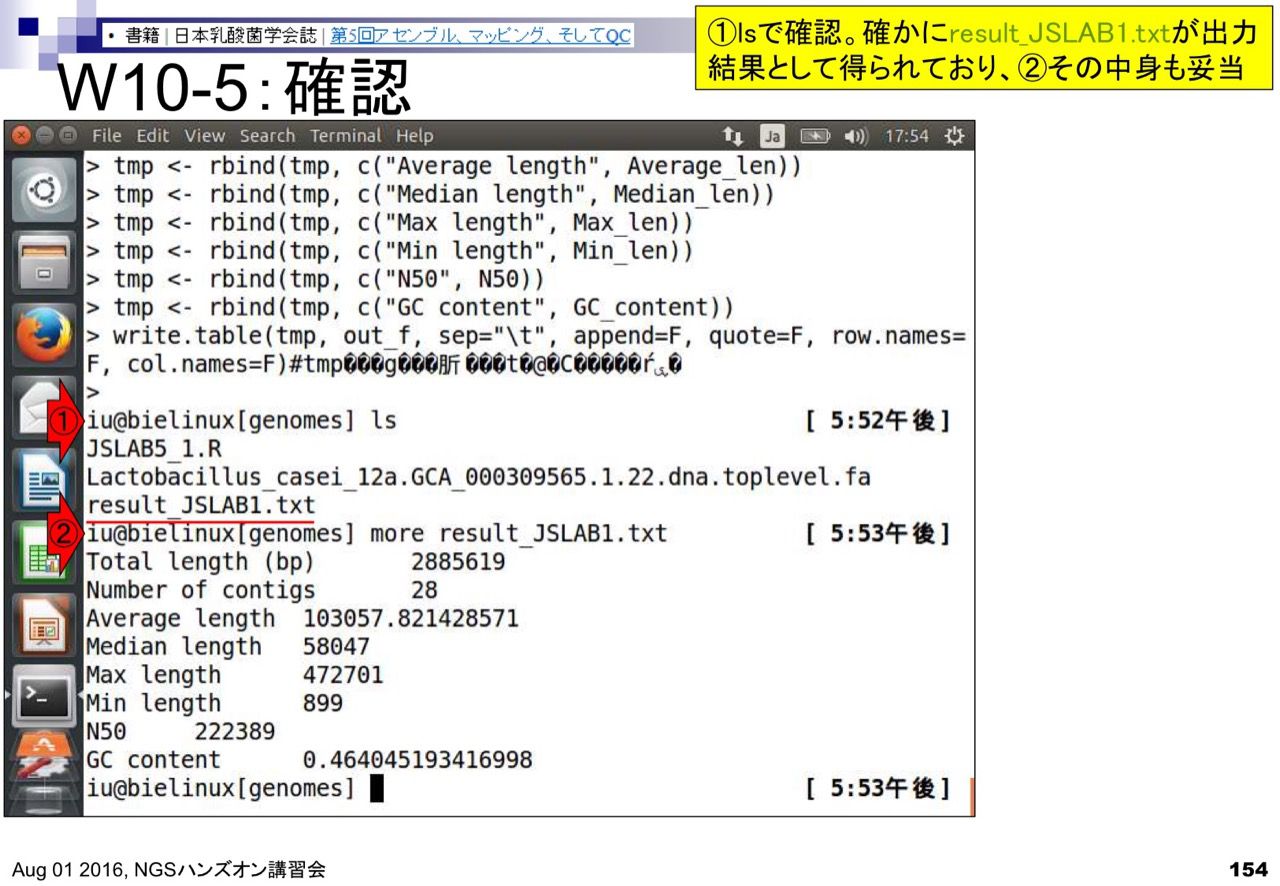 • 書籍 | 日本乳酸菌学会誌 | 第5回アセンブル、マッピング、そしてQC
①lsで確認。確かにresult_JSLAB1.txtが出力
結果として得られており、②その中身も妥当
W10-5:確認
File Edit View Search Terminal Help Ja 17:54
> tmp <- rbind(tmp, c("Average length", Average_len))
> tmp <- rbind(tmp, c("Median length", Median_len))
> tmp <- rbind(tmp, c("Max length", Max_len))
> tmp <- rbind(tmp, c("Min length", Min_len))
> tmp <- rbind(tmp, c("N50", N50))
> tmp <- rbind(tmp, c("GC content", GC_content))
> write.table(tmp, out_f, sep="\t", append=F, quote=F, row.names=
F, col.names=F)#tmp���g���肵���t�@�C�����
>
① iu@bielinux[genomes] ls [ 5:52午後]
JSLAB5_1.R
Lactobacillus_casei_12a.GCA_000309565.1.22.dna.toplevel.fa
result_JSLAB1.txt
② iu@bielinux[genomes] more result_JSLAB1.txt [ 5:53午後]
Total length (bp) 2885619
Number of contigs 28
Average length 103057.821428571
Median length 58047
Max length 472701
Min length 899
N50 222389
GC content 0.464045193416998
iu@bielinux[genomes] [ 5:53午後]
Aug 01 2016, NGSハンズオン講習会
154